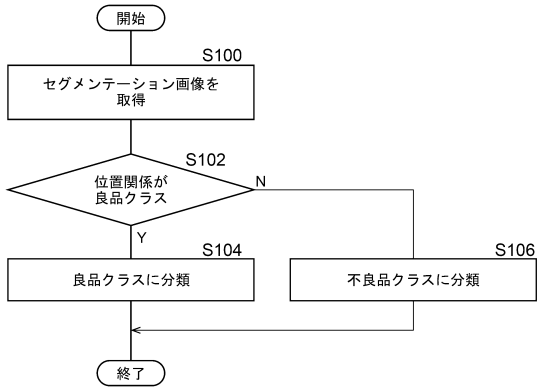 開始
S100
セグメンテーション画像を
取得
S102
位置関係が
良品クラス
N
Y
S104
良品クラスに分類
S106
不良品クラスに分類
終了